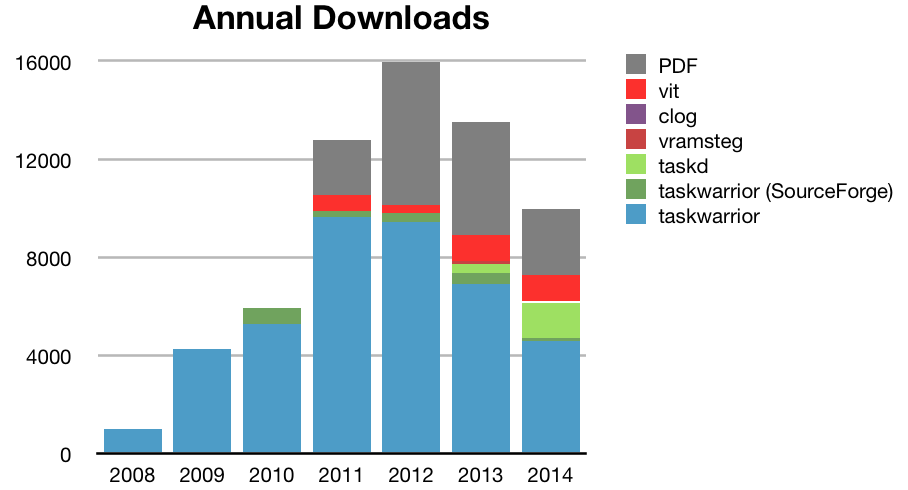 Annual Downloads
16000
12000
8000
4000
0
2008 2009 2010 2011 2012 2013 2014
PDF
vit
clog
vramsteg
taskd
taskwarrior (SourceForge)
taskwarrior